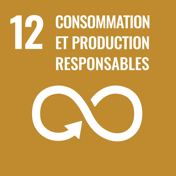 12 CONSOMMATION
ET PRODUCTION
RESPONSABLES